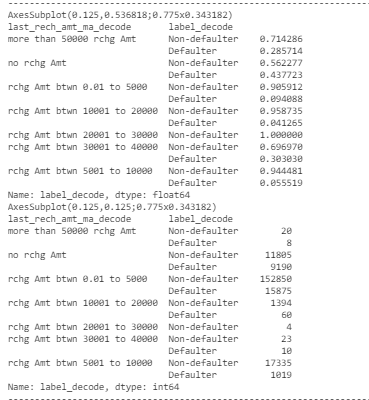 --------------------------------------------------------------------
AxesSubplot(0.125,0.536818;0.775x0.343182)
last_rech_amt_ma_decode      label_decode
more than 50000 rchg Amt     Non-defaulter    0.714286
                             Defaulter        0.285714
no rchg Amt                  Non-defaulter    0.562277
                             Defaulter        0.437723
rchg Amt btwn 0.01 to 5000   Non-defaulter    0.905912
                             Defaulter        0.094088
rchg Amt btwn 10001 to 20000 Non-defaulter    0.958735
                             Defaulter        0.041265
rchg Amt btwn 20001 to 30000 Non-defaulter    1.000000
rchg Amt btwn 30001 to 40000 Non-defaulter    0.696970
                             Defaulter        0.303030
rchg Amt btwn 5001 to 10000  Non-defaulter    0.944481
                             Defaulter        0.055519
Name: label_decode, dtype: float64
AxesSubplot(0.125,0.125;0.775x0.343182)
last_rech_amt_ma_decode      label_decode
more than 50000 rchg Amt     Non-defaulter        20
                             Defaulter             8
no rchg Amt                  Non-defaulter     11805
                             Defaulter          9190
rchg Amt btwn 0.01 to 5000   Non-defaulter    152850
                             Defaulter         15875
rchg Amt btwn 10001 to 20000 Non-defaulter      1394
                             Defaulter            60
rchg Amt btwn 20001 to 30000 Non-defaulter         4
rchg Amt btwn 30001 to 40000 Non-defaulter        23
                             Defaulter            10
rchg Amt btwn 5001 to 10000  Non-defaulter     17335
                             Defaulter          1019
Name: label_decode, dtype: int64
--------------------------------------------------------------------